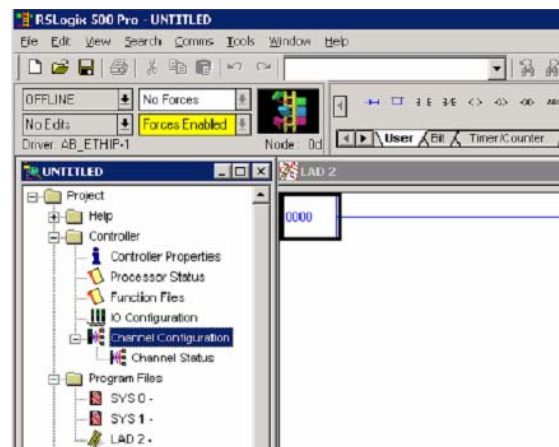 RSLogix 500 Pro - UNTITLED
File Edit View Search Comms Tools Window Help
OFFLINE No Forces
No Edits Forces Enabled
Driver: AB_ETHIP-1 Node: 0d
User Bit Timer/Counter
UNTITLED
LAD 2
Project
Help
Controller
Controller Properties
Processor Status
Function Files
IO Configuration
Channel Configuration
Channel Status
Program Files
SYS 0 -
SYS 1 -
LAD 2 -
0000